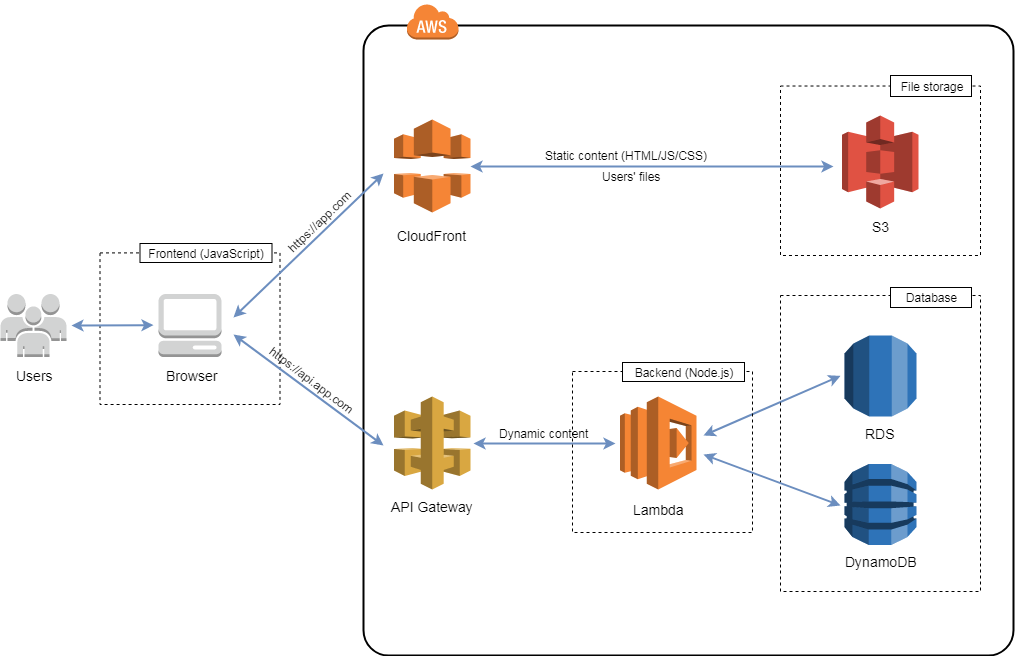 AWS
File storage
Static content (HTML/JS/CSS)
Users' files
S3
CloudFront
https://app.com
Frontend (JavaScript)
Users
Browser
https://api.app.com
Database
Backend (Node.js)
RDS
Dynamic content
API Gateway
Lambda
DynamoDB